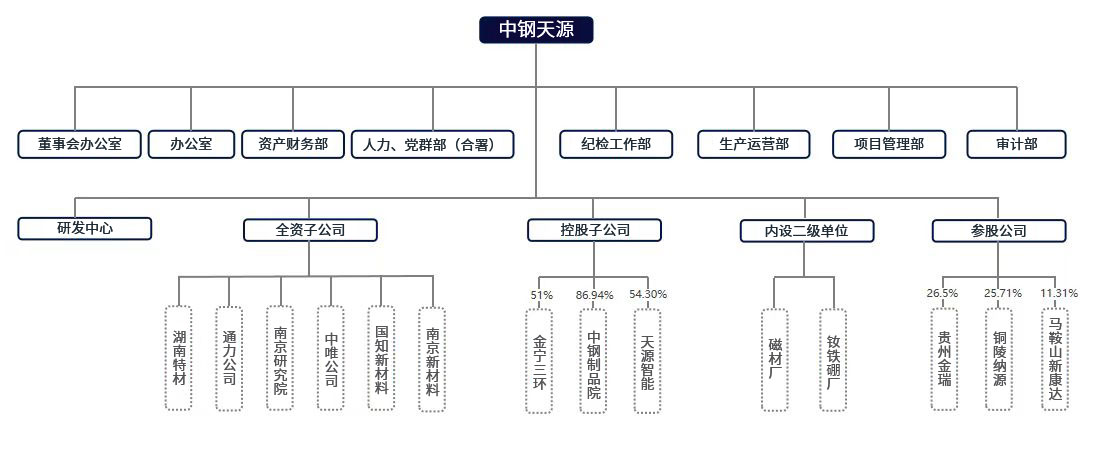 中钢天源
董事会办公室
办公室
资产财务部
人力、党群部（合署）
纪检工作部
生产运营部
项目管理部
审计部
研发中心
全资子公司
控股子公司
内设二级单位
参股公司
湖南特材
通力公司
南京研究院
中唯公司
国知新材料
南京新材料
51%
金宁三环
86.94%
中钢制品院
54.30%
天源智能
磁材厂
钕铁硼厂
26.5%
贵州金瑞
25.71%
铜陵纳源
11.31%
马鞍山新康达